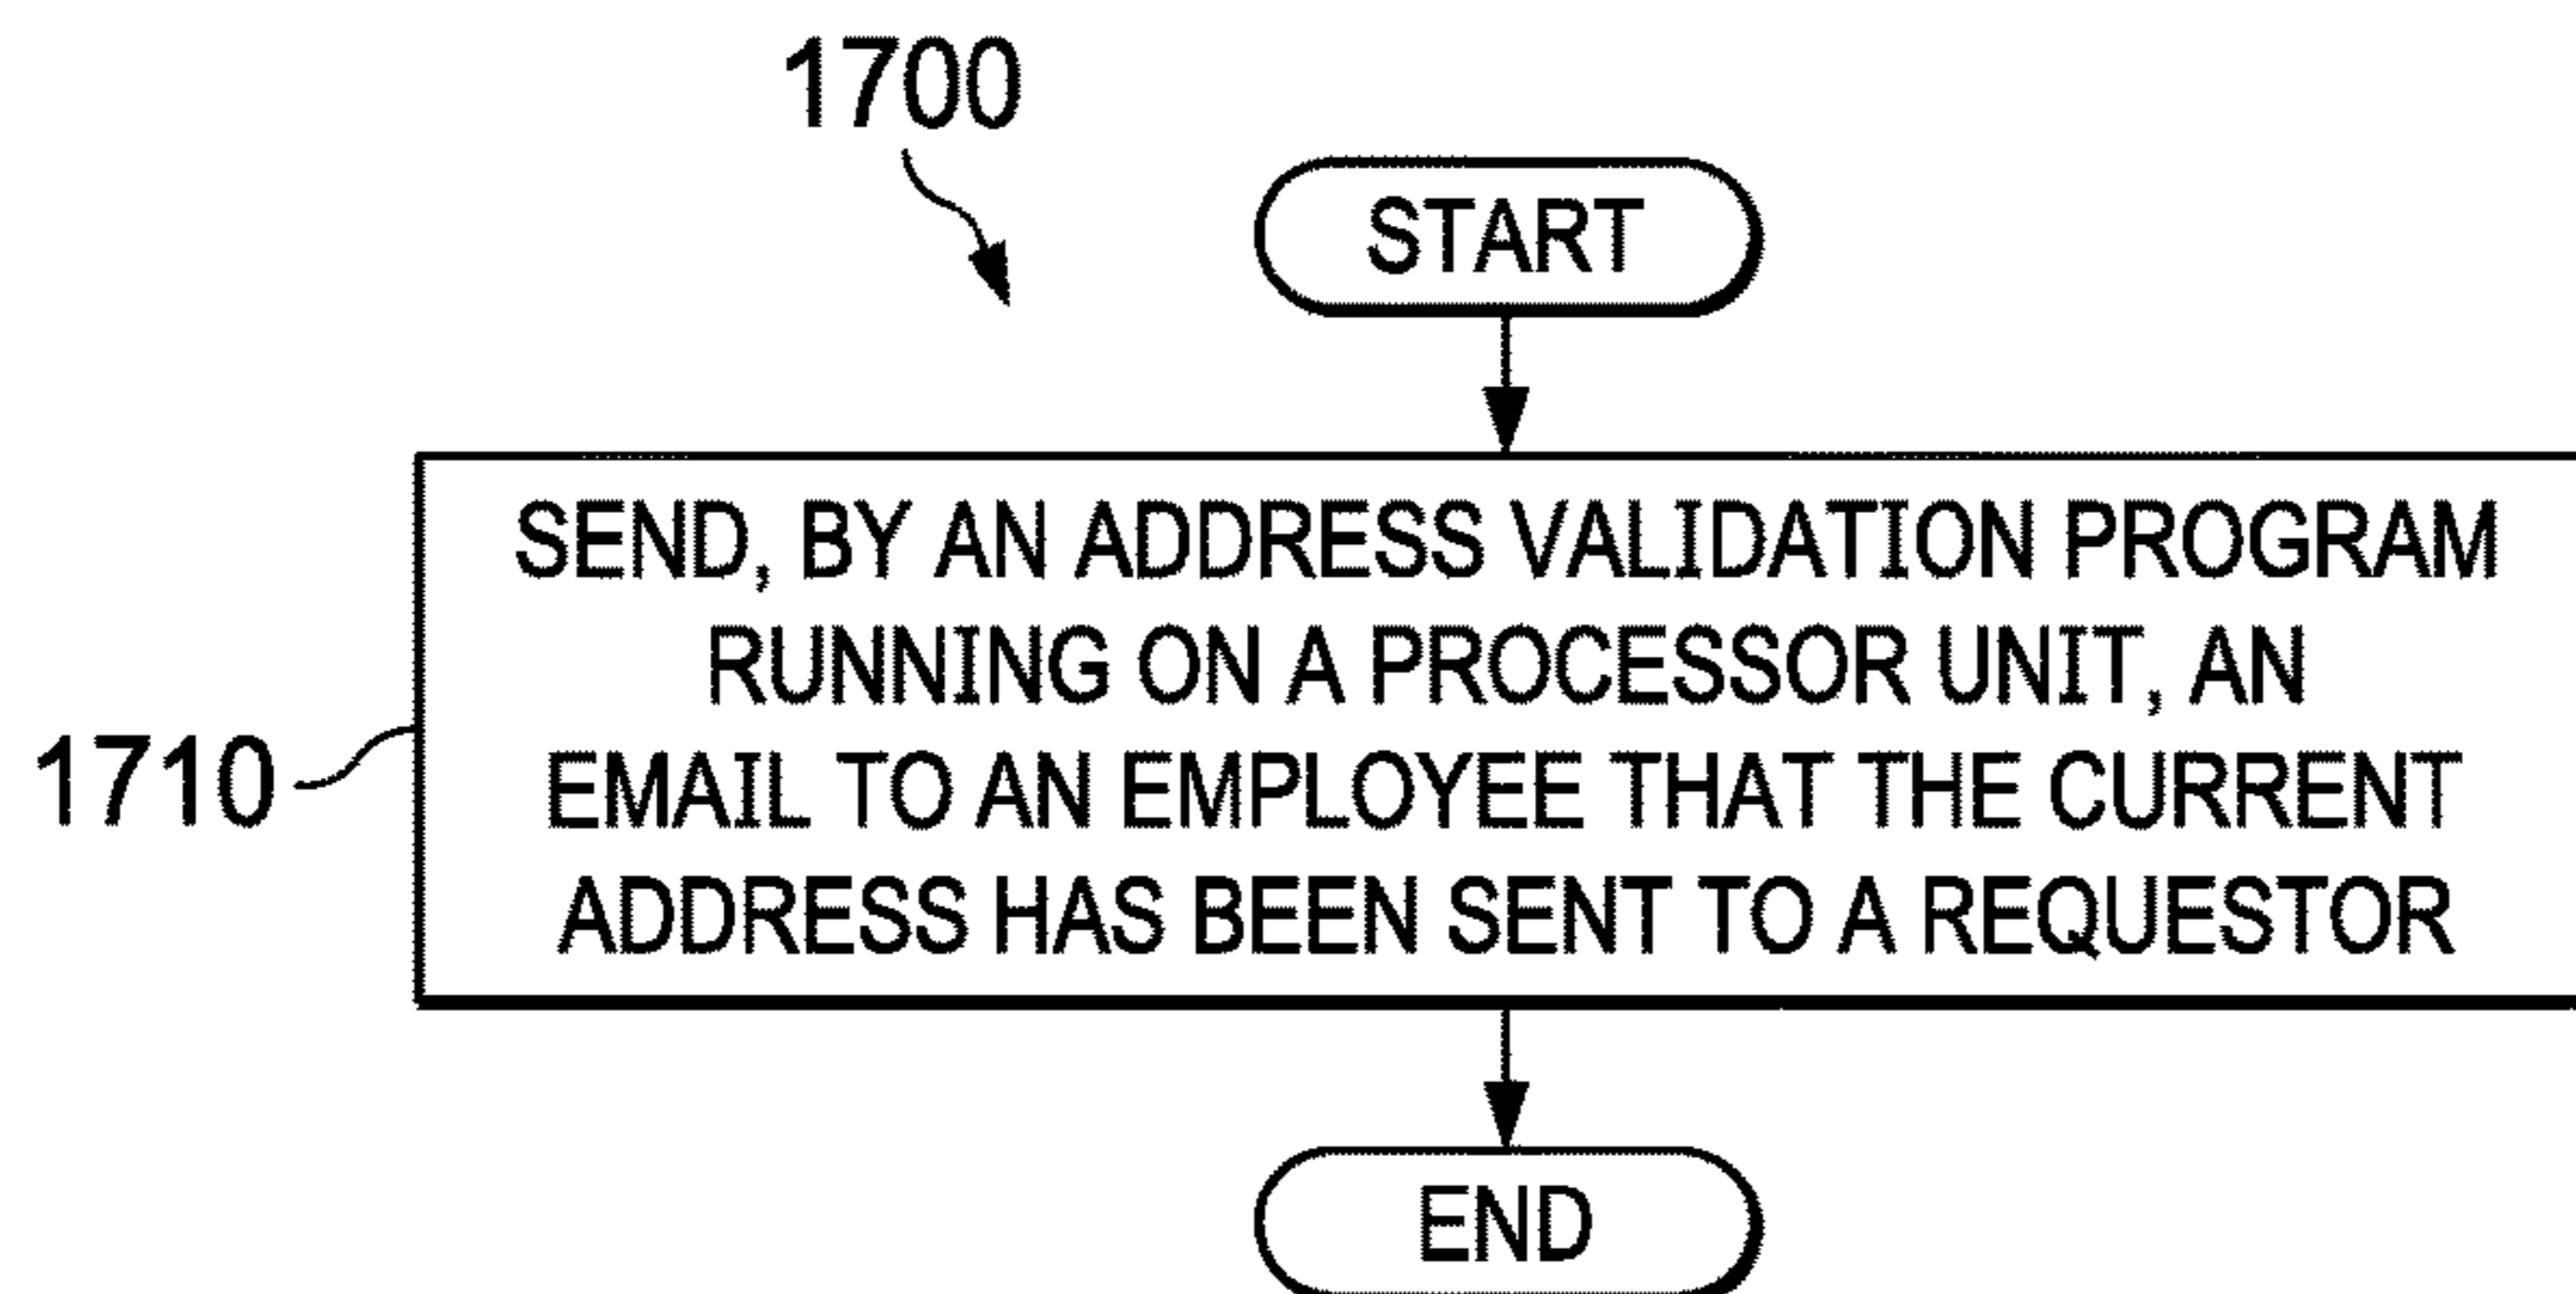 1700
START
SEND, BY AN ADDRESS VALIDATION PROGRAM
RUNNING ON A PROCESSOR UNIT, AN
EMAIL TO AN EMPLOYEE THAT THE CURRENT
ADDRESS HAS BEEN SENT TO A REQUESTOR
1710
END